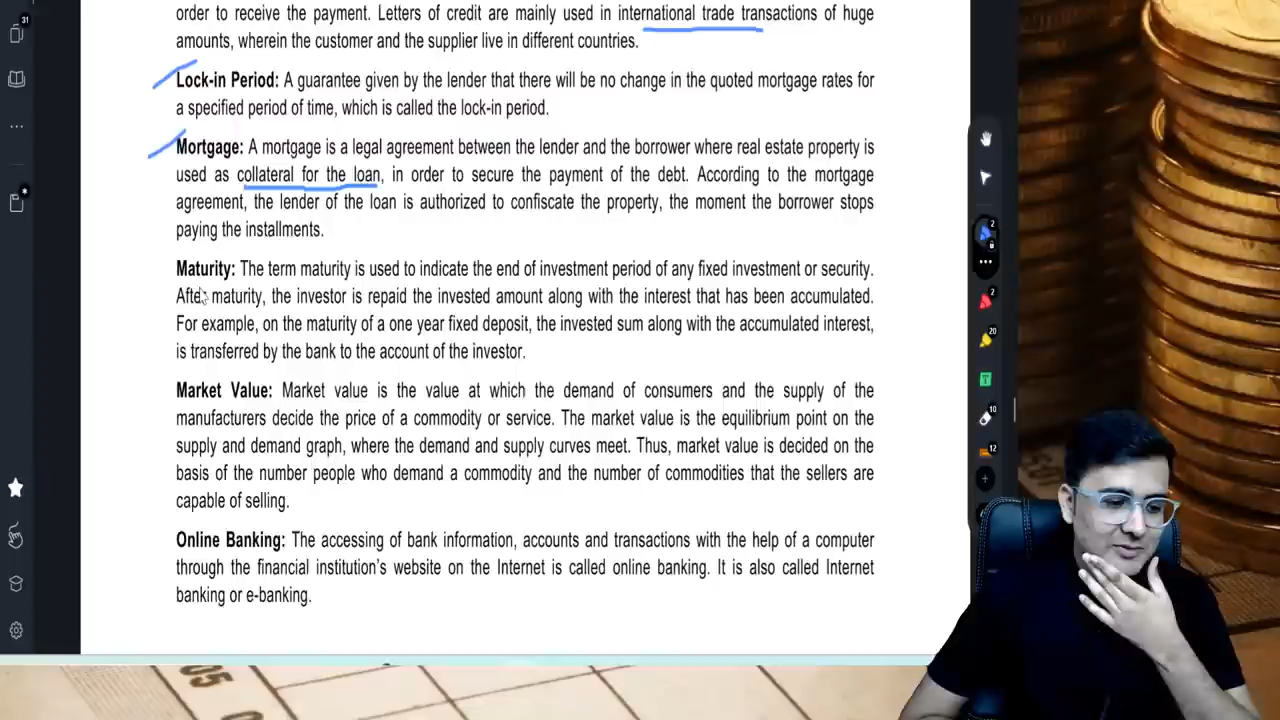 order to receive the payment. Letters of credit are mainly used in international trade transactions of huge
amounts, wherein the customer and the supplier live in different countries.
Lock-in Period: A guarantee given by the lender that there will be no change in the quoted mortgage rates for
a specified period of time, which is called the lock-in period.
Mortgage: A mortgage is a legal agreement between the lender and the borrower where real estate property is
used as collateral for the loan, in order to secure the payment of the debt. According to the mortgage
agreement, the lender of the loan is authorized to confiscate the property, the moment the borrower stops
paying the installments.
Maturity: The term maturity is used to indicate the end of investment period of any fixed investment or security.
After maturity, the investor is repaid the invested amount along with the interest that has been accumulated.
For example, on the maturity of a one year fixed deposit, the invested sum along with the accumulated interest,
is transferred by the bank to the account of the investor.
Market Value: Market value is the value at which the demand of consumers and the supply of the
manufacturers decide the price of a commodity or service. The market value is the equilibrium point on the
supply and demand graph, where the demand and supply curves meet. Thus, market value is decided on the
basis of the number people who demand a commodity and the number of commodities that the sellers are
capable of selling.
Online Banking: The accessing of bank information, accounts and transactions with the help of a computer
through the financial institution's website on the Internet is called online banking. It is also called Internet
banking or e-banking.
31
2
2
20
T
10
12
05